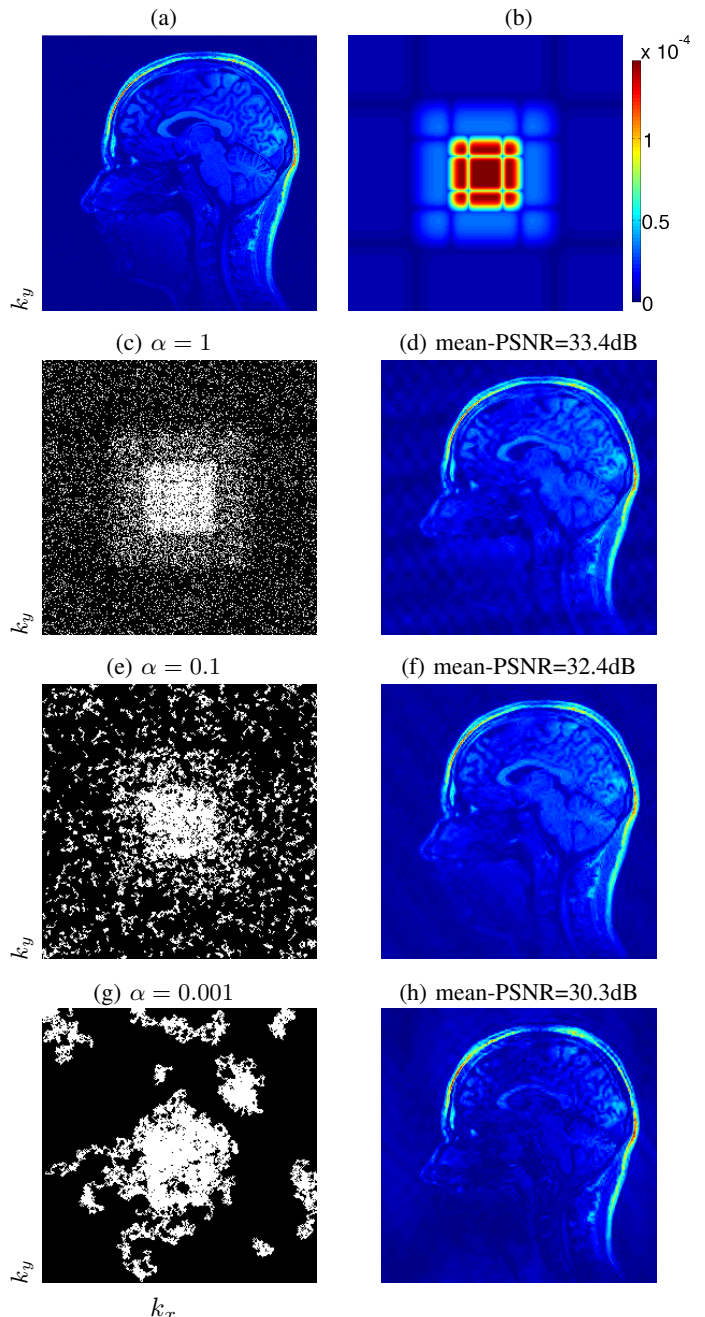 (a)
(b)
x 10⁻⁴
1
0.5
0
k_y
(c) α = 1
(d) mean-PSNR=33.4dB
k_y
(e) α = 0.1
(f) mean-PSNR=32.4dB
k_y
(g) α = 0.001
(h) mean-PSNR=30.3dB
k_y
k_x